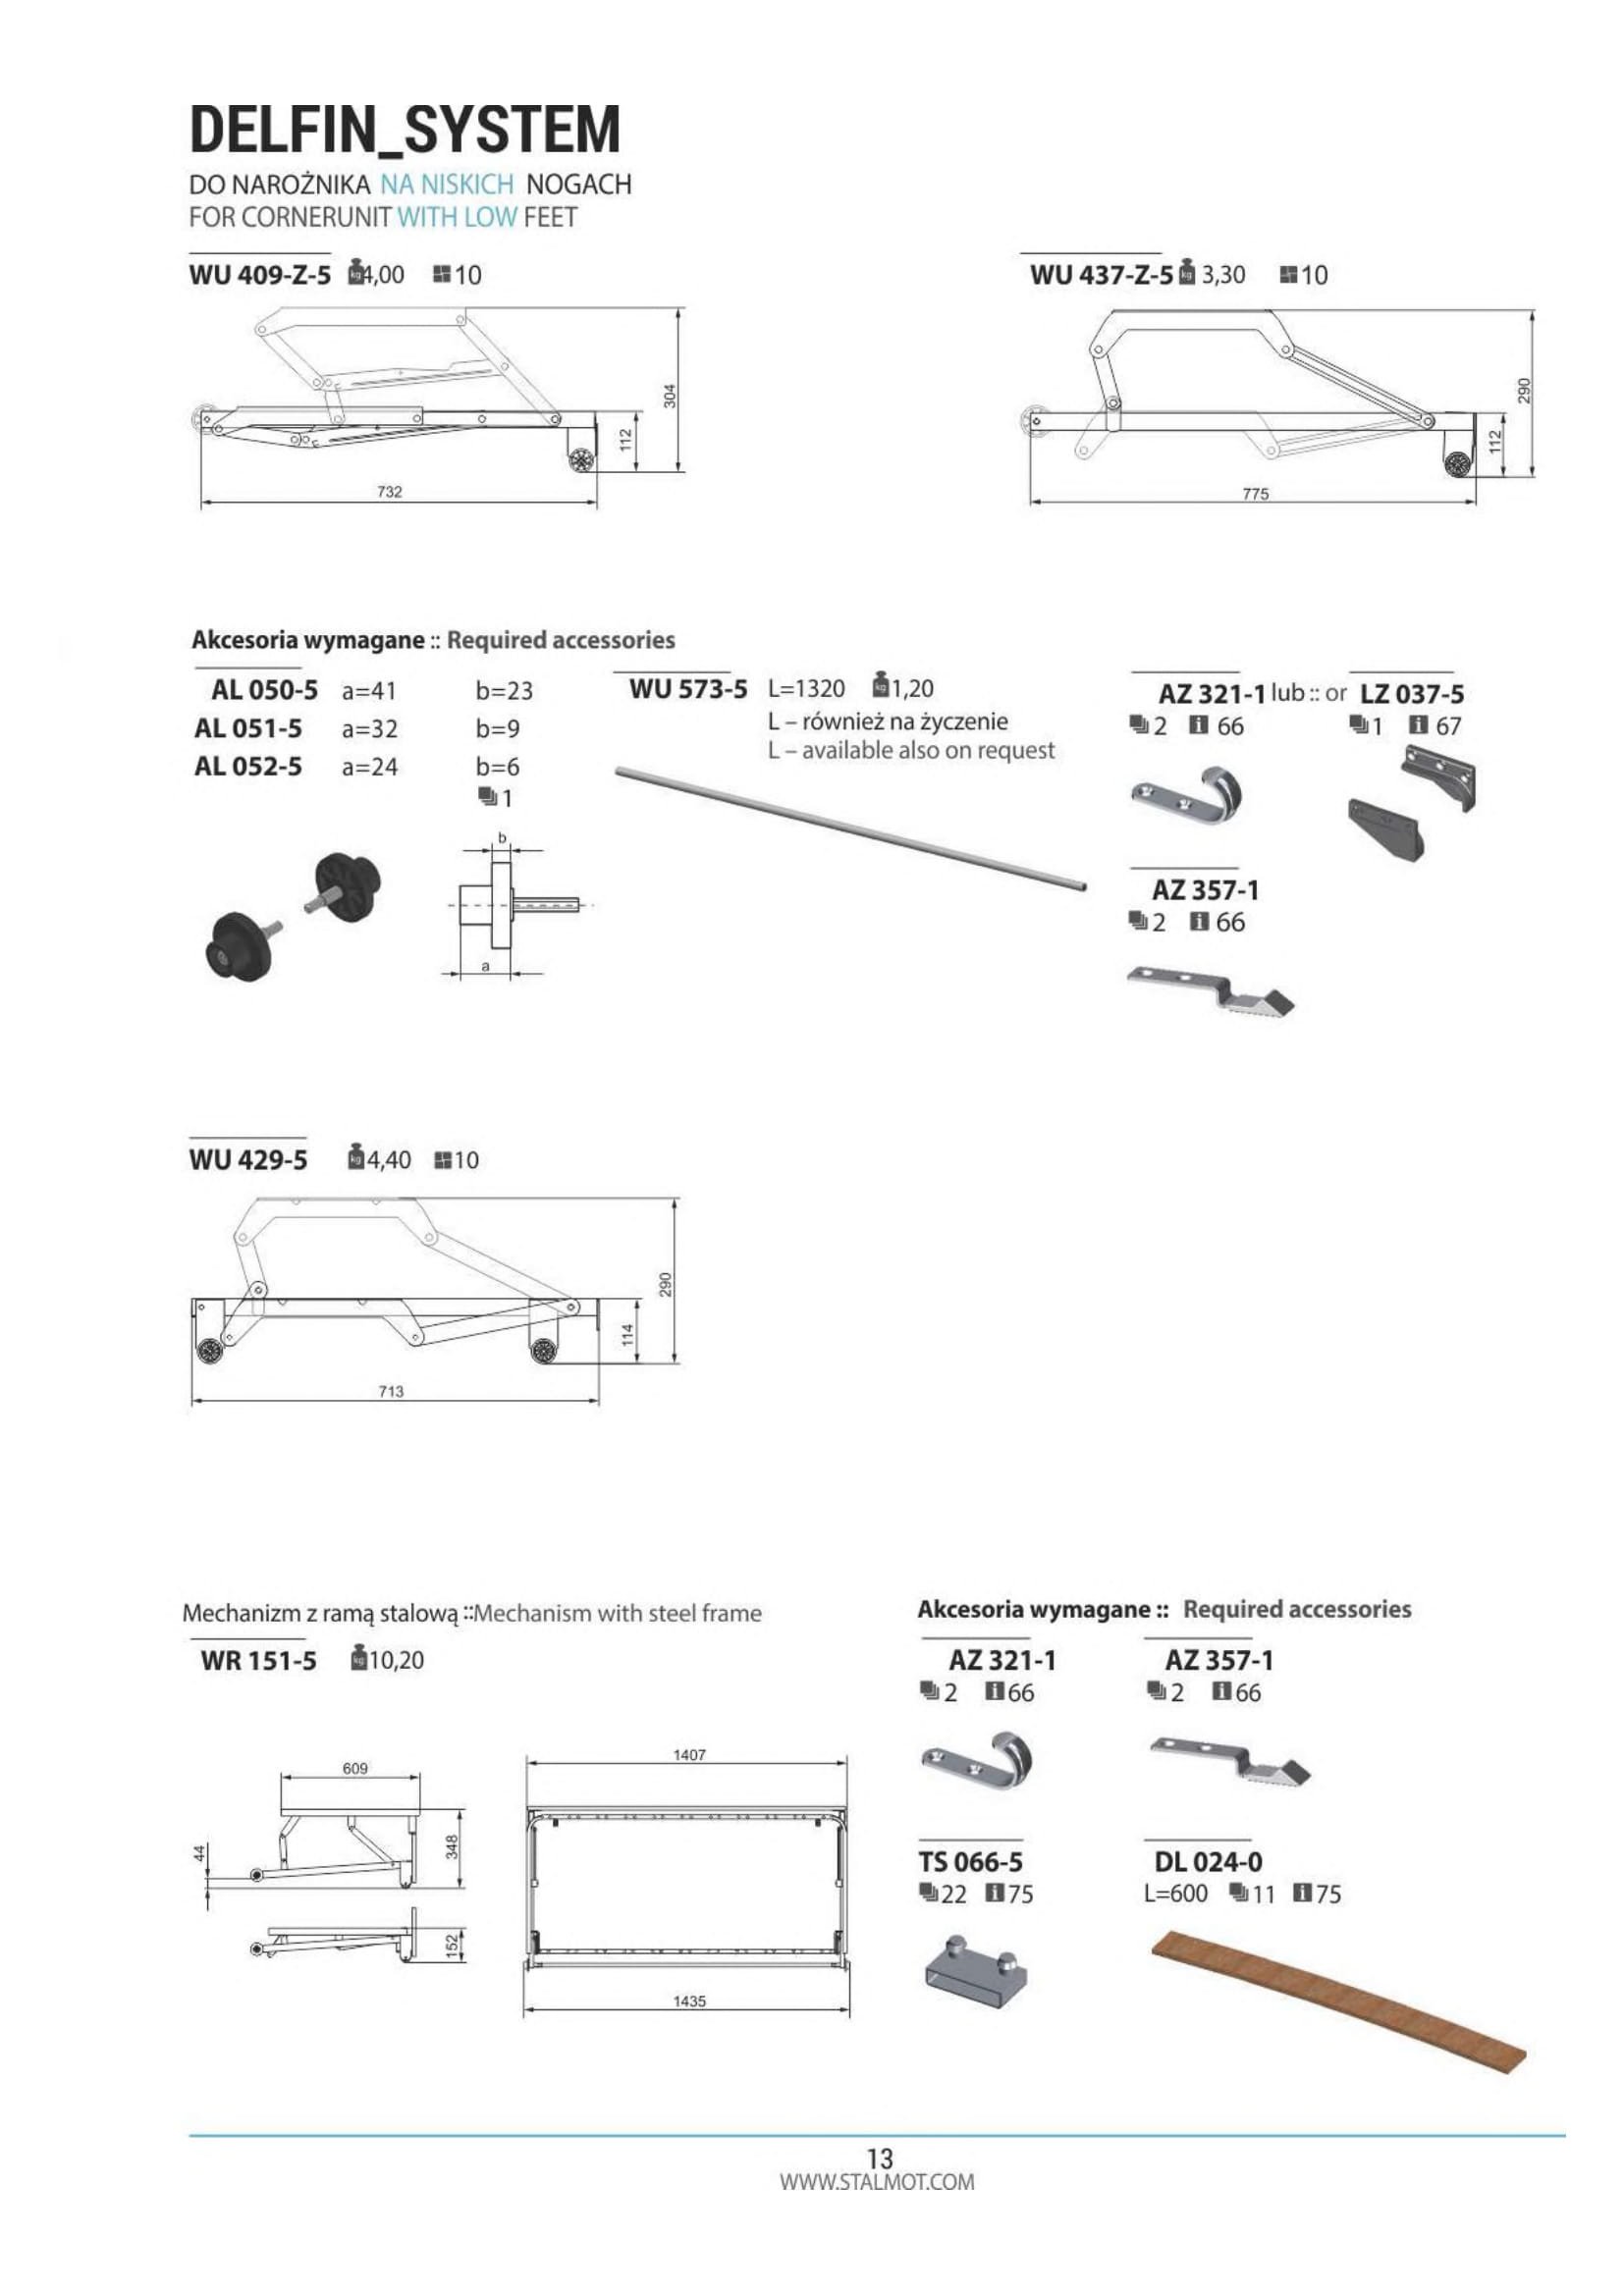 DELFIN_SYSTEM
DO NAROŻNIKA NA NISKICH NOGACH
FOR CORNERUNIT WITH LOW FEET
WU 409-Z-5 kg 4,00 10
304
112
732
WU 437-Z-5 kg 3,30 10
290
112
775
Akcesoria wymagane :: Required accessories
AL 050-5 a=41 b=23
AL 051-5 a=32 b=9
AL 052-5 a=24 b=6
1
b
a
WU 573-5 L=1320 kg 1,20
L – również na życzenie
L – available also on request
AZ 321-1 lub :: or LZ 037-5
2 i 66 1 i 67
AZ 357-1
2 i 66
WU 429-5 kg 4,40 10
290
114
713
Mechanizm z ramą stalową ::Mechanism with steel frame
WR 151-5 kg 10,20
609
44
348
152
1407
1435
Akcesoria wymagane :: Required accessories
AZ 321-1 AZ 357-1
2 i 66 2 i 66
TS 066-5 DL 024-0
22 i 75 L=600 11 i 75
13
WWW.STALMOT.COM